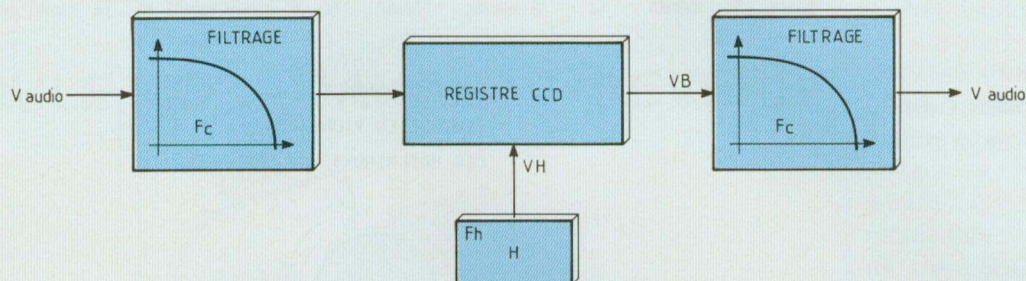 FILTRAGE
V audio
Fc
REGISTRE CCD
VH
Fh
H
VB
FILTRAGE
Fc
V audio